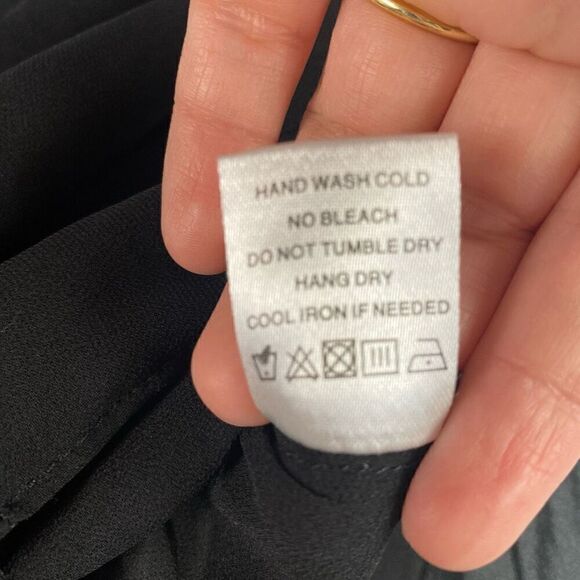 HAND WASH COLD
NO BLEACH
DO NOT TUMBLE DRY
HANG DRY
COOL IRON IF NEEDED